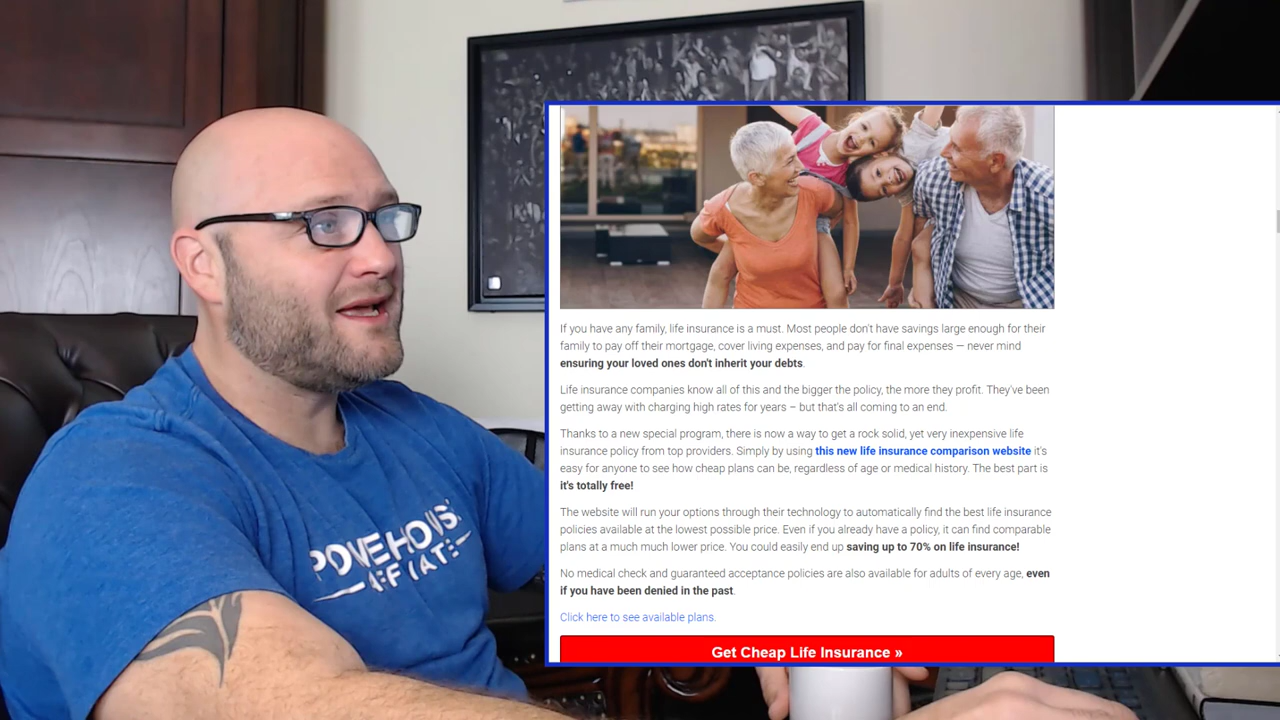 If you have any family, life insurance is a must. Most people don't have savings large enough for their
family to pay off their mortgage, cover living expenses, and pay for final expenses — never mind
ensuring your loved ones don't inherit your debts.
Life insurance companies know all of this and the bigger the policy, the more they profit. They've been
getting away with charging high rates for years – but that's all coming to an end.
Thanks to a new special program, there is now a way to get a rock solid, yet very inexpensive life
insurance policy from top providers. Simply by using this new life insurance comparison website it's
easy for anyone to see how cheap plans can be, regardless of age or medical history. The best part is
it's totally free!
The website will run your options through their technology to automatically find the best life insurance
policies available at the lowest possible price. Even if you already have a policy, it can find comparable
plans at a much much lower price. You could easily end up saving up to 70% on life insurance!
No medical check and guaranteed acceptance policies are also available for adults of every age, even
if you have been denied in the past.
Click here to see available plans.
Get Cheap Life Insurance »
POWERHOUSE
AFFILIATE